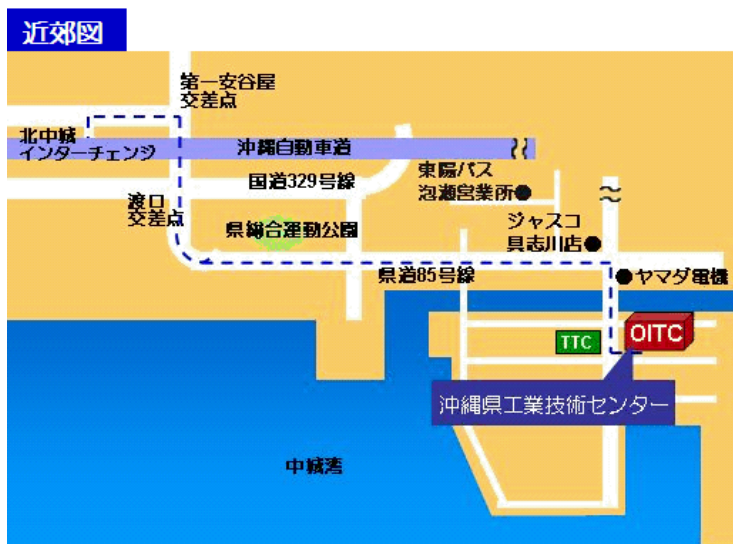 近郊図
第一安谷屋
交差点
北中城
インターチェンジ
沖縄自動車道
国道329号線
東陽バス
泡瀬営業所
渡口
交差点
県総合運動公園
ジャスコ
具志川店
県道85号線
ヤマダ電機
TTC
OITC
沖縄県工業技術センター
中城湾